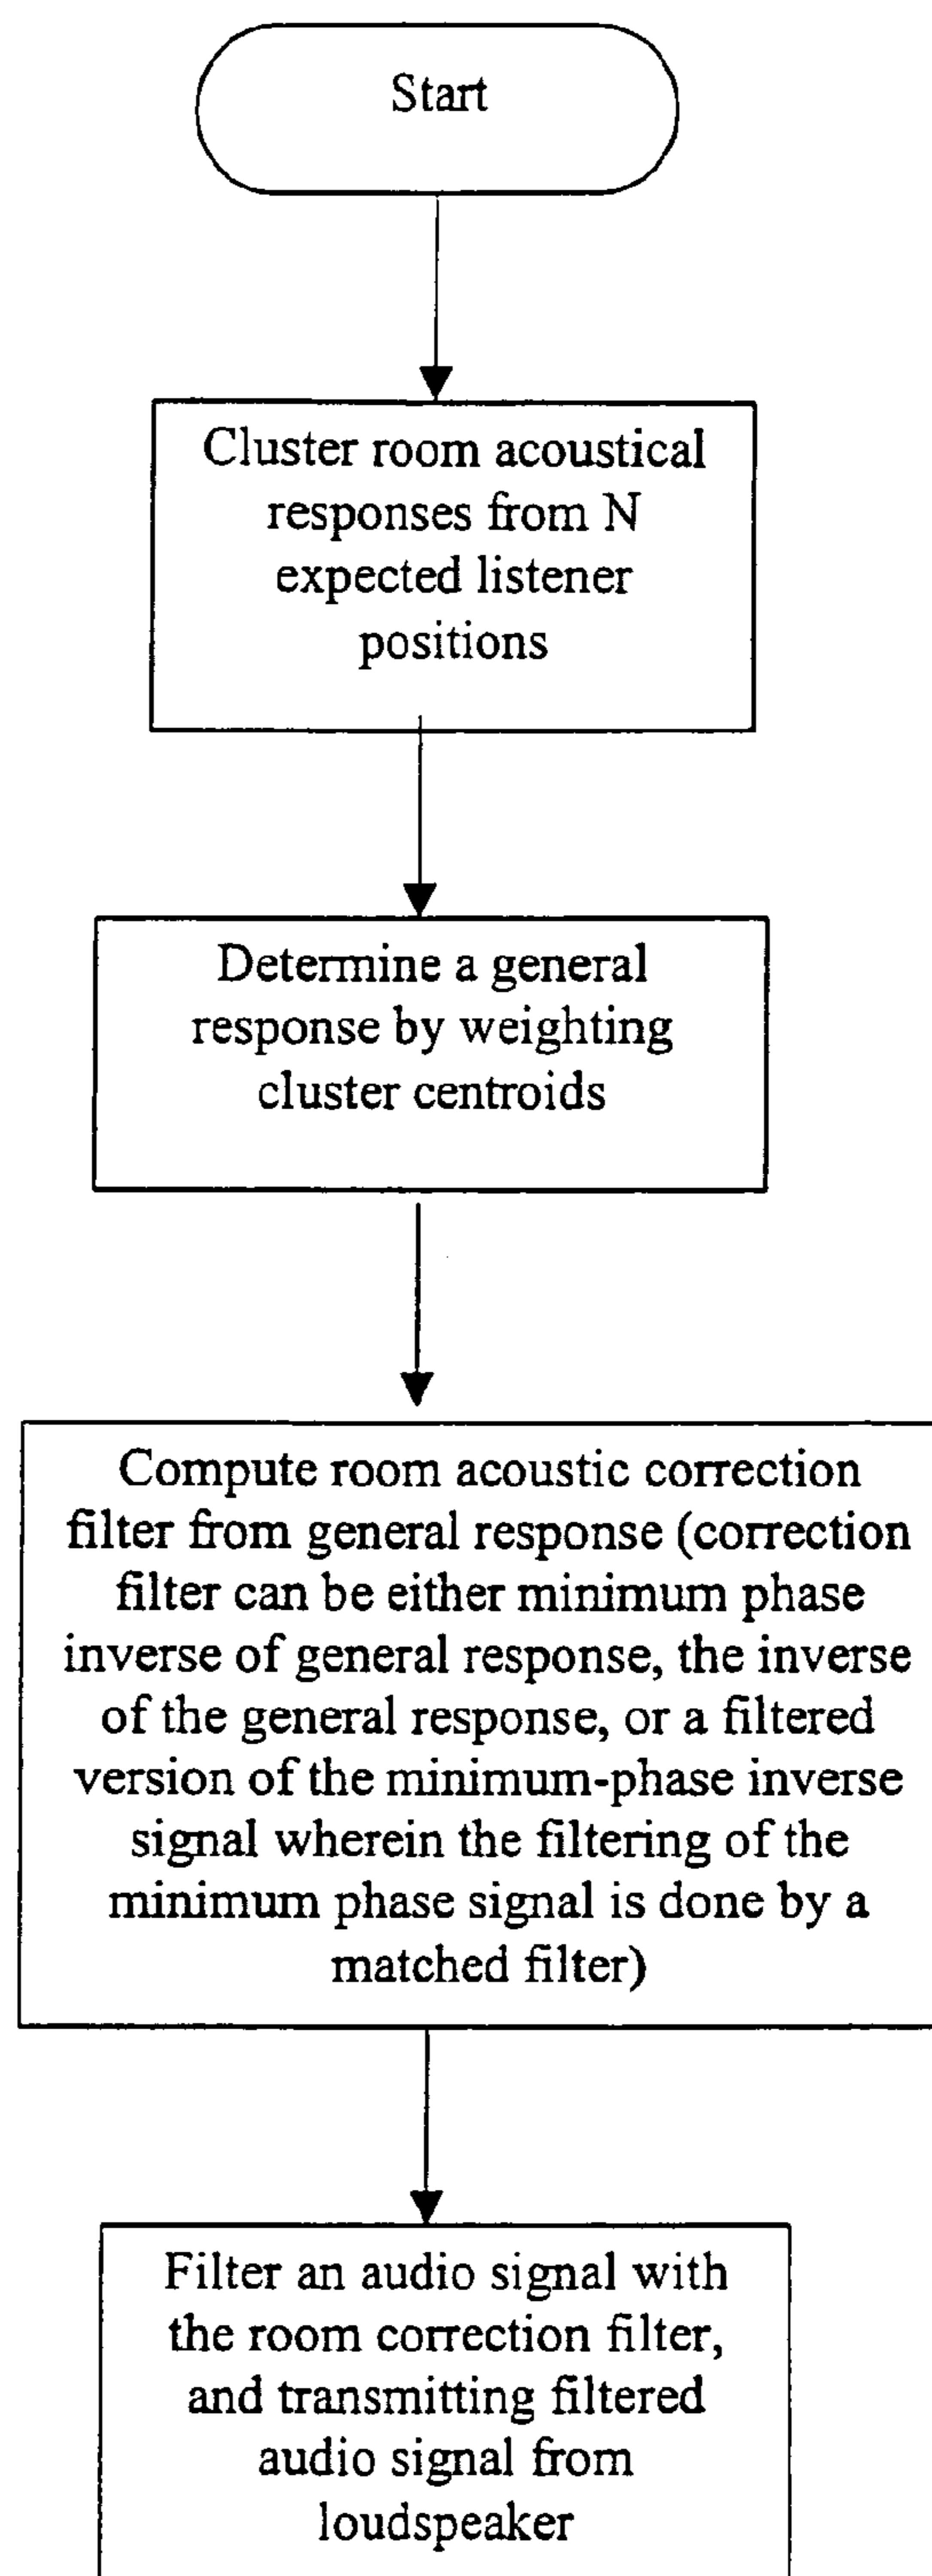 Start
Cluster room acoustical
responses from N
expected listener
positions
Determine a general
response by weighting
cluster centroids
Compute room acoustic correction
filter from general response (correction
filter can be either minimum phase
inverse of general response, the inverse
of the general response, or a filtered
version of the minimum-phase inverse
signal wherein the filtering of the
minimum phase signal is done by a
matched filter)
Filter an audio signal with
the room correction filter,
and transmitting filtered
audio signal from
loudspeaker